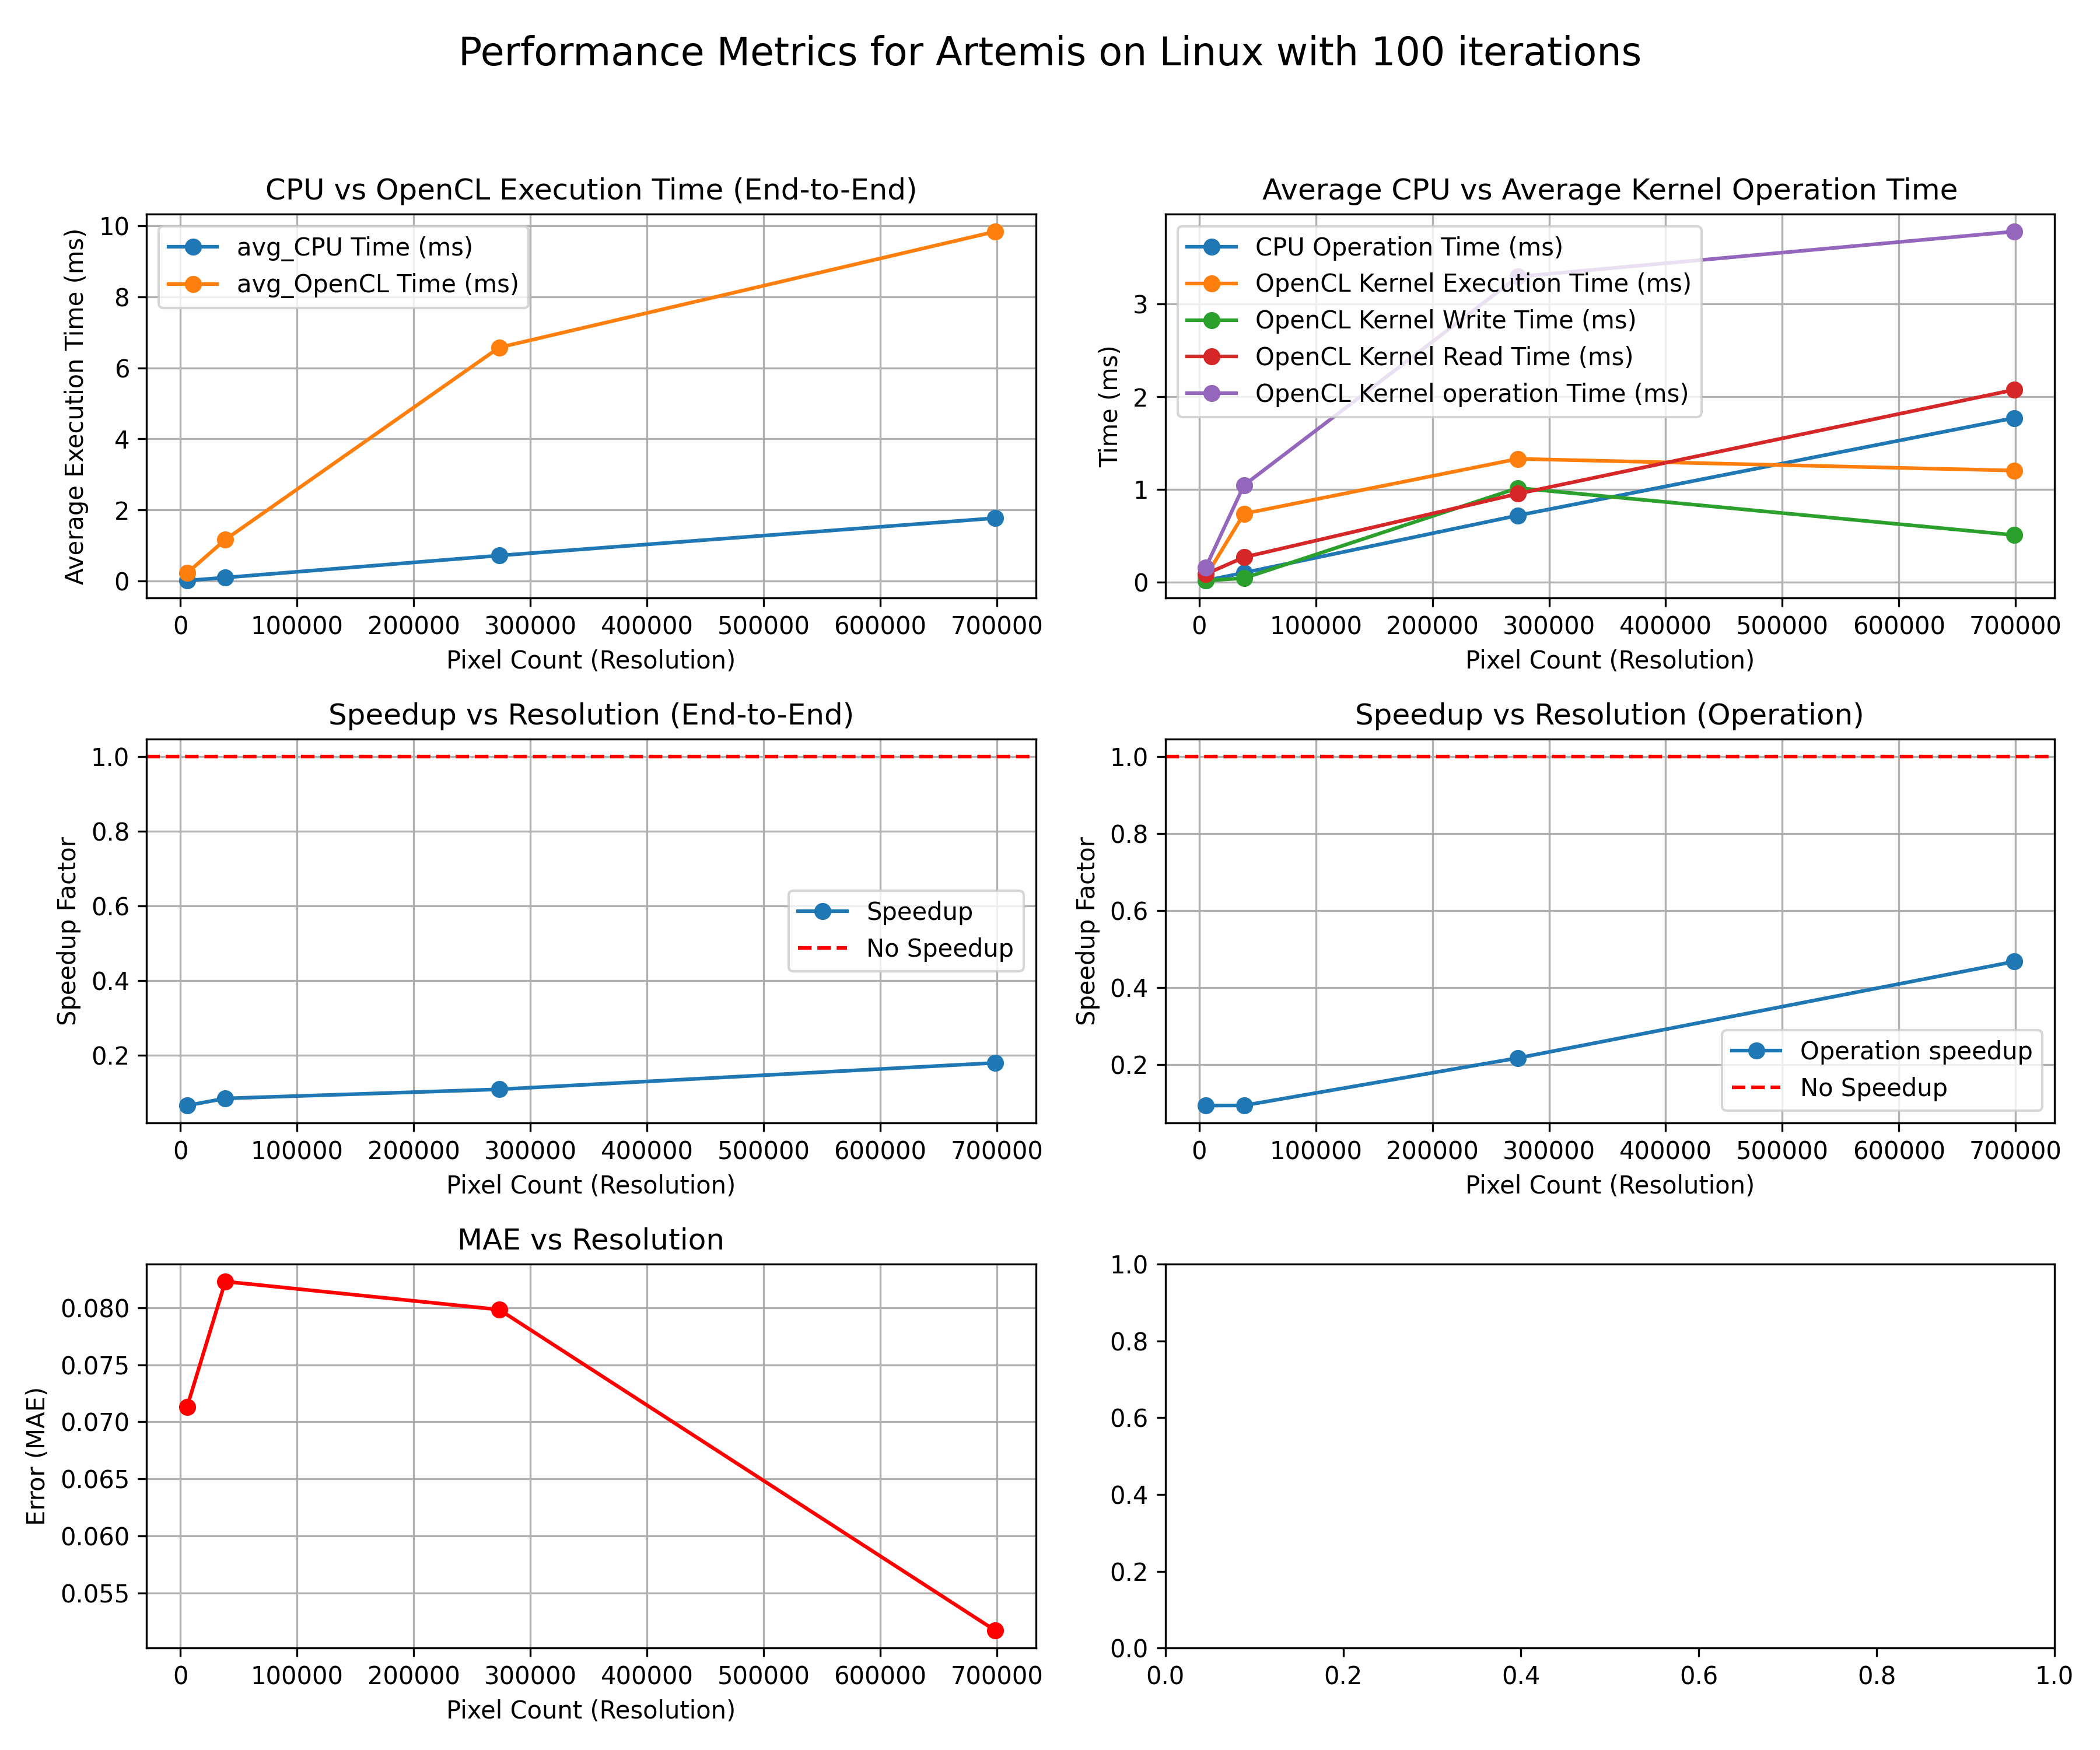 Performance Metrics for Artemis on Linux with 100 iterations
CPU vs OpenCL Execution Time (End-to-End)
Average Execution Time (ms)
10
8
6
4
2
0
avg_CPU Time (ms)
avg_OpenCL Time (ms)
0 100000 200000 300000 400000 500000 600000 700000
Pixel Count (Resolution)
Average CPU vs Average Kernel Operation Time
Time (ms)
3
2
1
0
CPU Operation Time (ms)
OpenCL Kernel Execution Time (ms)
OpenCL Kernel Write Time (ms)
OpenCL Kernel Read Time (ms)
OpenCL Kernel operation Time (ms)
0 100000 200000 300000 400000 500000 600000 700000
Pixel Count (Resolution)
Speedup vs Resolution (End-to-End)
Speedup Factor
1.0
0.8
0.6
0.4
0.2
Speedup
No Speedup
0 100000 200000 300000 400000 500000 600000 700000
Pixel Count (Resolution)
Speedup vs Resolution (Operation)
Speedup Factor
1.0
0.8
0.6
0.4
0.2
Operation speedup
No Speedup
0 100000 200000 300000 400000 500000 600000 700000
Pixel Count (Resolution)
MAE vs Resolution
Error (MAE)
0.080
0.075
0.070
0.065
0.060
0.055
0 100000 200000 300000 400000 500000 600000 700000
Pixel Count (Resolution)
1.0
0.8
0.6
0.4
0.2
0.0
0.0 0.2 0.4 0.6 0.8 1.0